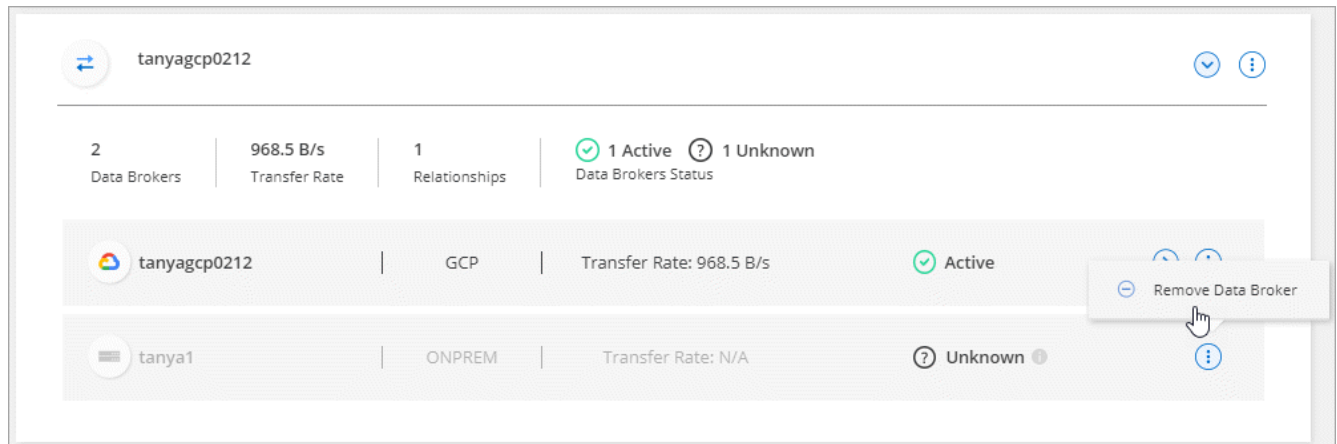 tanyagcp0212
2 968.5 B/s 1 1 Active ? 1 Unknown
Data Brokers Transfer Rate Relationships Data Brokers Status
tanyagcp0212 GCP Transfer Rate: 968.5 B/s Active
Remove Data Broker
tanya1 ONPREM Transfer Rate: N/A ? Unknown